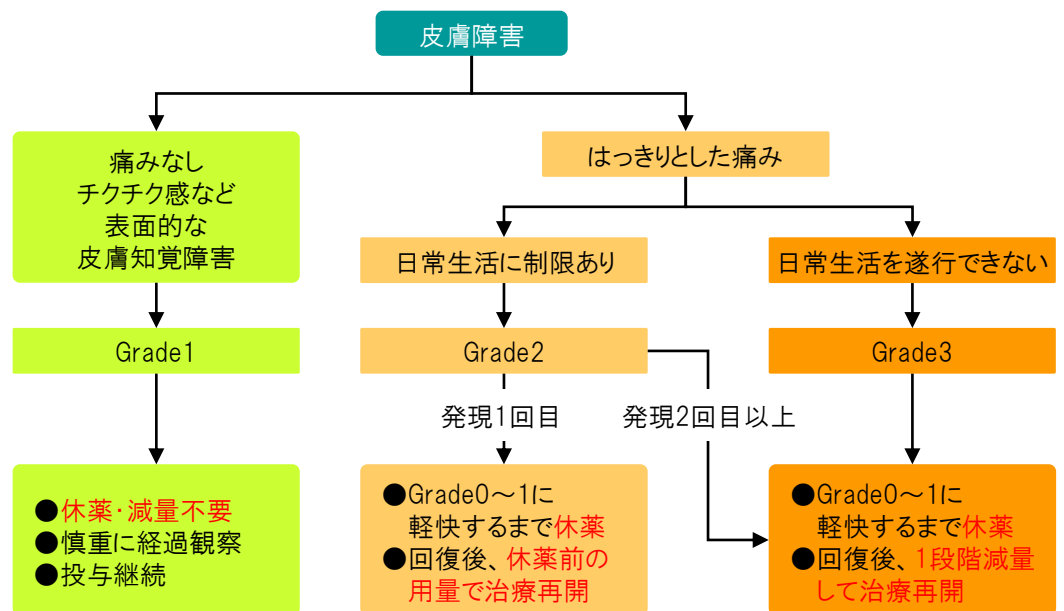 皮膚障害
痛みなし
チクチク感など
表面的な
皮膚知覚障害
はっきりとした痛み
日常生活に制限あり
日常生活を遂行できない
Grade1
Grade2
Grade3
発現1回目
発現2回目以上
●休薬・減量不要
●慎重に経過観察
●投与継続
●Grade0～1に
軽快するまで休薬
●回復後、休薬前の
用量で治療再開
●Grade0～1に
軽快するまで休薬
●回復後、1段階減量
して治療再開